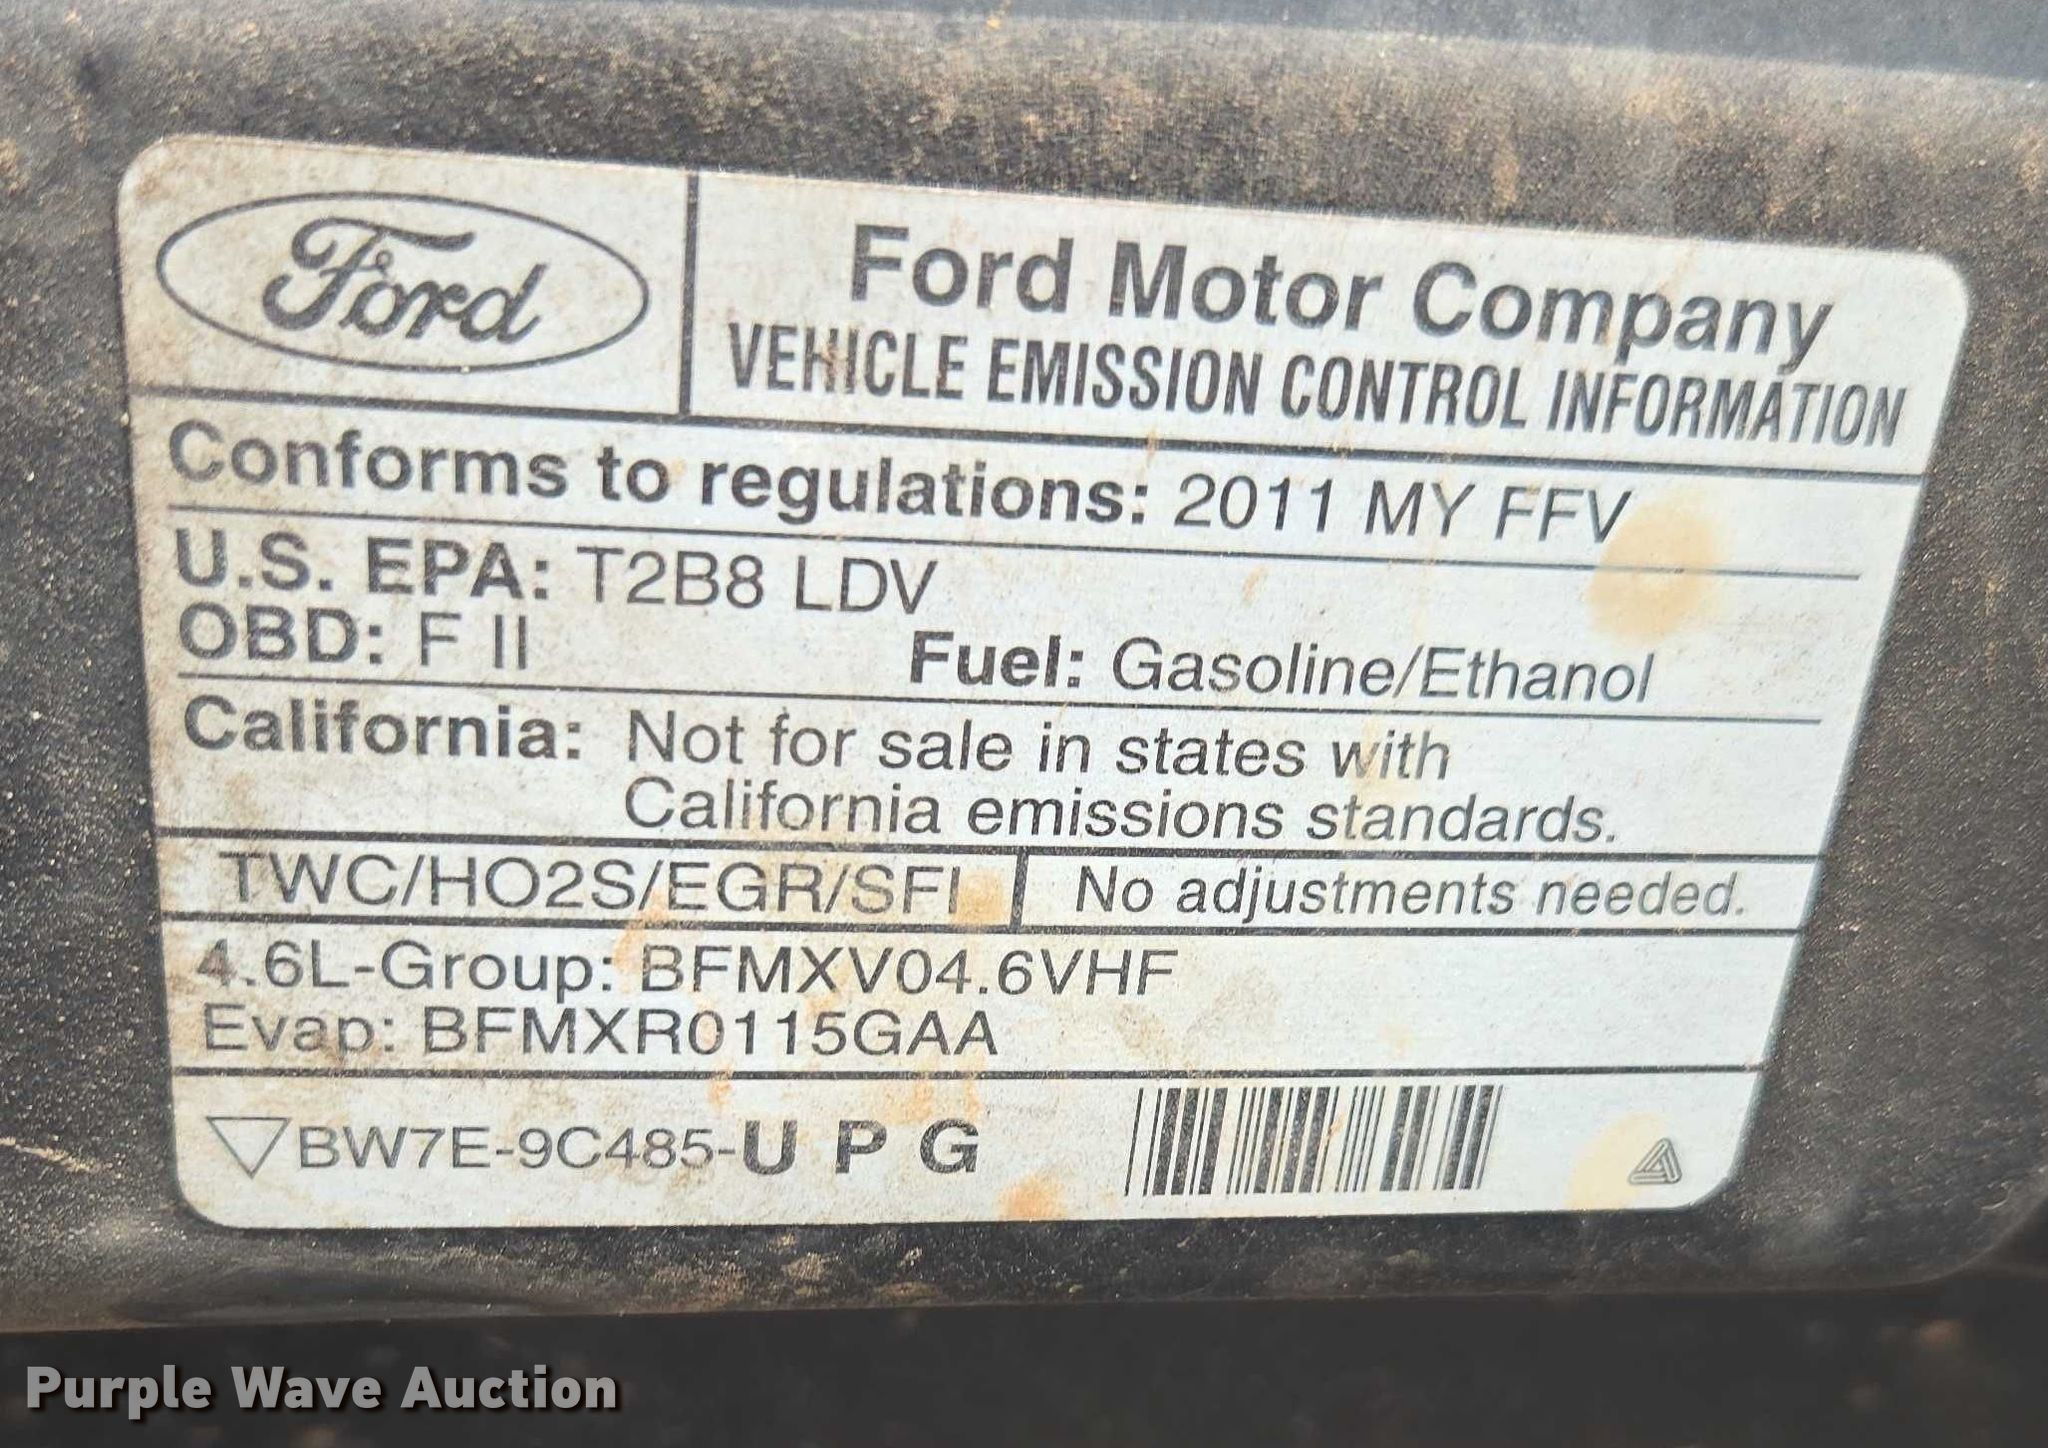 Ford
Ford Motor Company
VEHICLE EMISSION CONTROL INFORMATION
Conforms to regulations: 2011 MY FFV
U.S. EPA: T2B8 LDV
OBD: F II Fuel: Gasoline/Ethanol
California: Not for sale in states with
California emissions standards.
TWC/HO2S/EGR/SFI No adjustments needed.
4.6L-Group: BFMXV04.6VHF
Evap: BFMXR0115GAA
BW7E-9C485-U P G
Purple Wave Auction